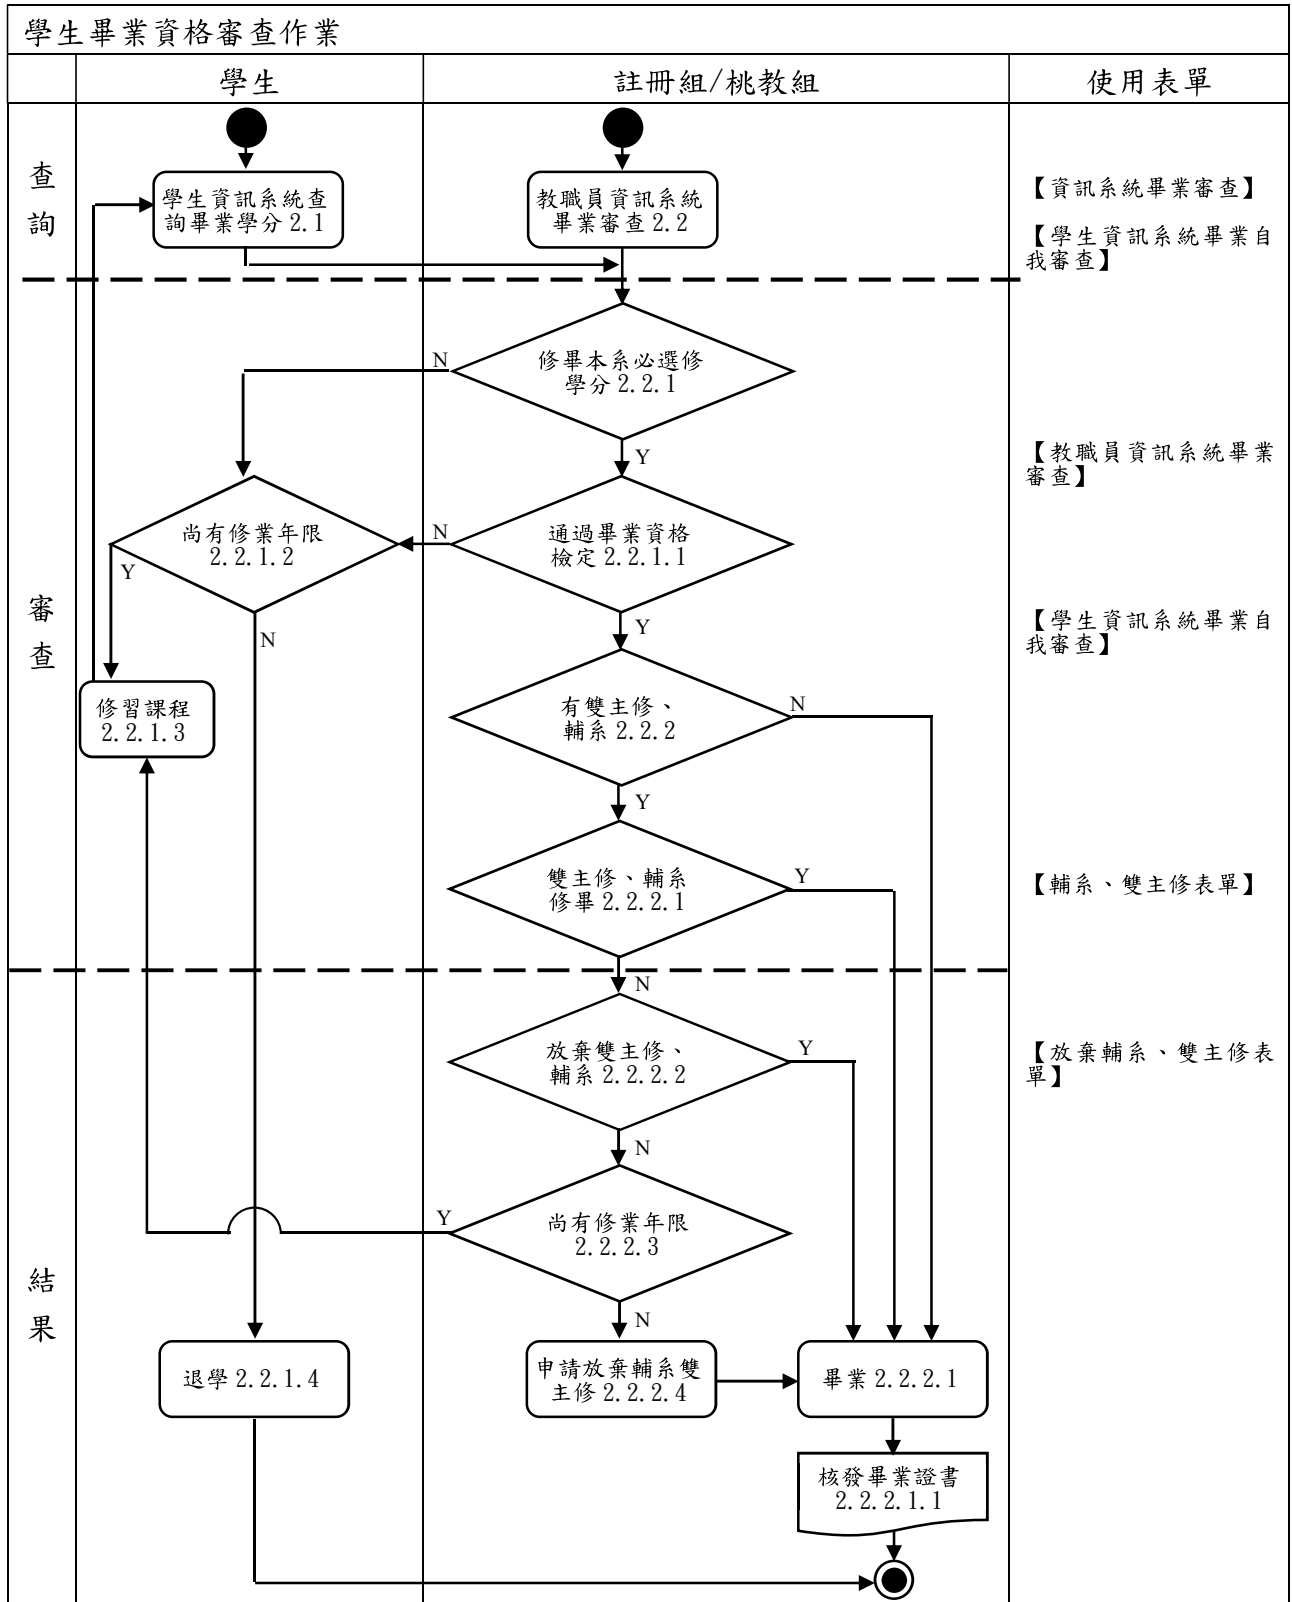 學生畢業資格審查作業
學生
註冊組/桃教組
使用表單
查
詢
學生資訊系統查
詢畢業學分 2.1
教職員資訊系統
畢業審查 2.2
【資訊系統畢業審查】
【學生資訊系統畢業自
我審查】
審
查
修畢本系必選修
學分 2.2.1
N
Y
【教職員資訊系統畢業
審查】
尚有修業年限
2.2.1.2
N
通過畢業資格
檢定 2.2.1.1
Y
N
Y
【學生資訊系統畢業自
我審查】
修習課程
2.2.1.3
有雙主修、
輔系 2.2.2
N
Y
雙主修、輔系
修畢 2.2.2.1
Y
【輔系、雙主修表單】
N
結
果
放棄雙主修、
輔系 2.2.2.2
Y
【放棄輔系、雙主修表
單】
N
Y
尚有修業年限
2.2.2.3
N
退學 2.2.1.4
申請放棄輔系雙
主修 2.2.2.4
畢業 2.2.2.1
核發畢業證書
2.2.2.1.1